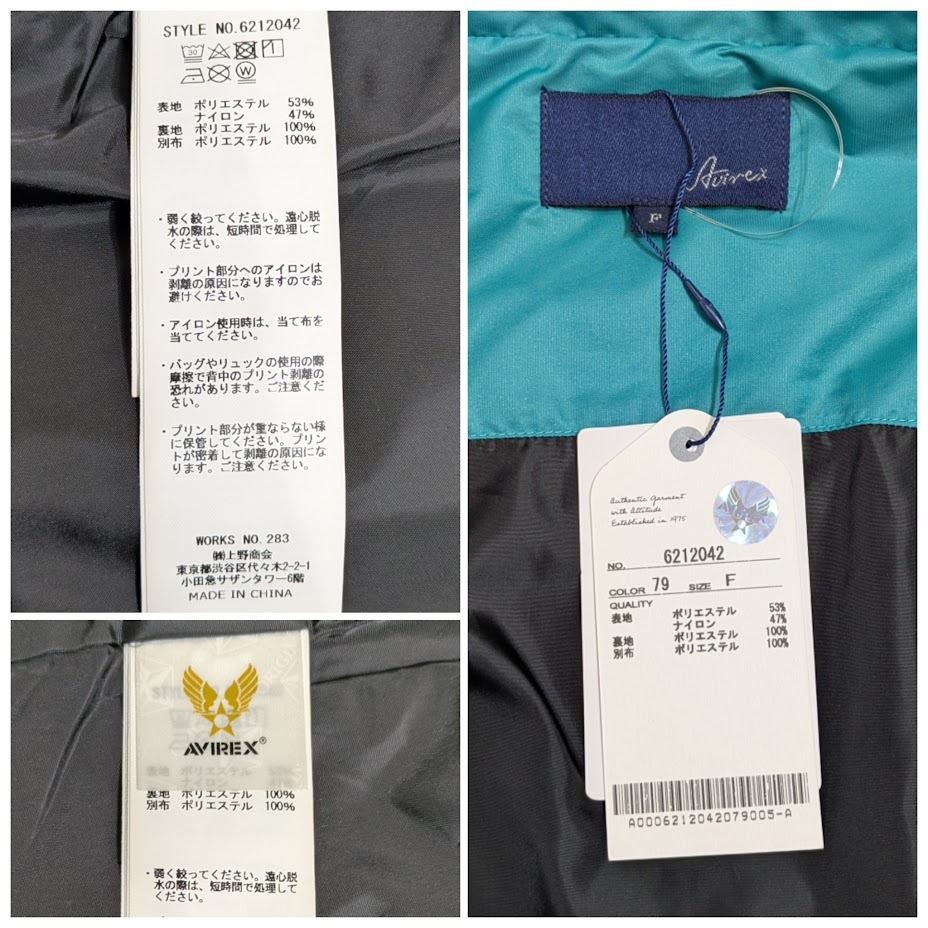 STYLE NO.6212042
30
表地 ポリエステル 53%
ナイロン 47%
裏地 ポリエステル 100%
別布 ポリエステル 100%
・弱く絞ってください。遠心脱
水の際は、短時間で処理して
ください。
・プリント部分へのアイロンは
剥離の原因になりますのでお
避けください。
・アイロン使用時は、当て布を
当ててください。
・バッグやリュックの使用の際
摩擦で背中のプリント剥離の
恐れがあります。ご注意くだ
さい。
・プリント部分が重ならない様
に保管してください。プリン
トが密着して剥離の原因にな
ります。ご注意ください。
WORKS NO.283
㈱上野商会
東京都渋谷区代々木2-2-1
小田急サザンタワー6階
MADE IN CHINA
AVIREX®
表地 ポリエステル 53%
ナイロン 47%
裏地 ポリエステル 100%
別布 ポリエステル 100%
・弱く絞ってください。遠心脱
水の際は、短時間で処理して
ください。
Avirex
F
Authentic Garment
with Attitude
Established in 1975
NO. 6212042
COLOR 79 SIZE F
QUALITY
表地 ポリエステル 53%
ナイロン 47%
裏地 ポリエステル 100%
別布 ポリエステル 100%
A0006212042079005-A